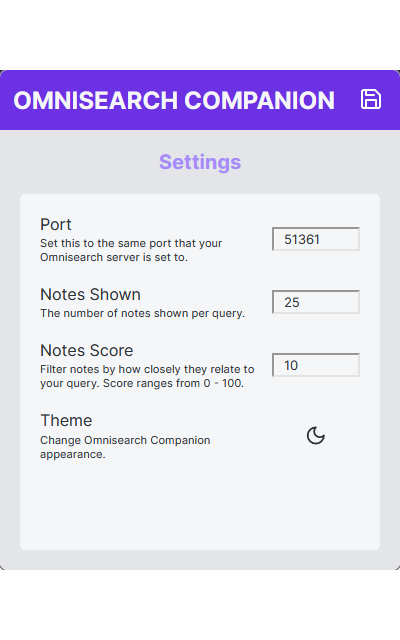 OMNISEARCH COMPANION
Settings
Port
Set this to the same port that your
Omnisearch server is set to.
51361
Notes Shown
The number of notes shown per query.
25
Notes Score
Filter notes by how closely they relate to
your query. Score ranges from 0 - 100.
10
Theme
Change Omnisearch Companion
appearance.